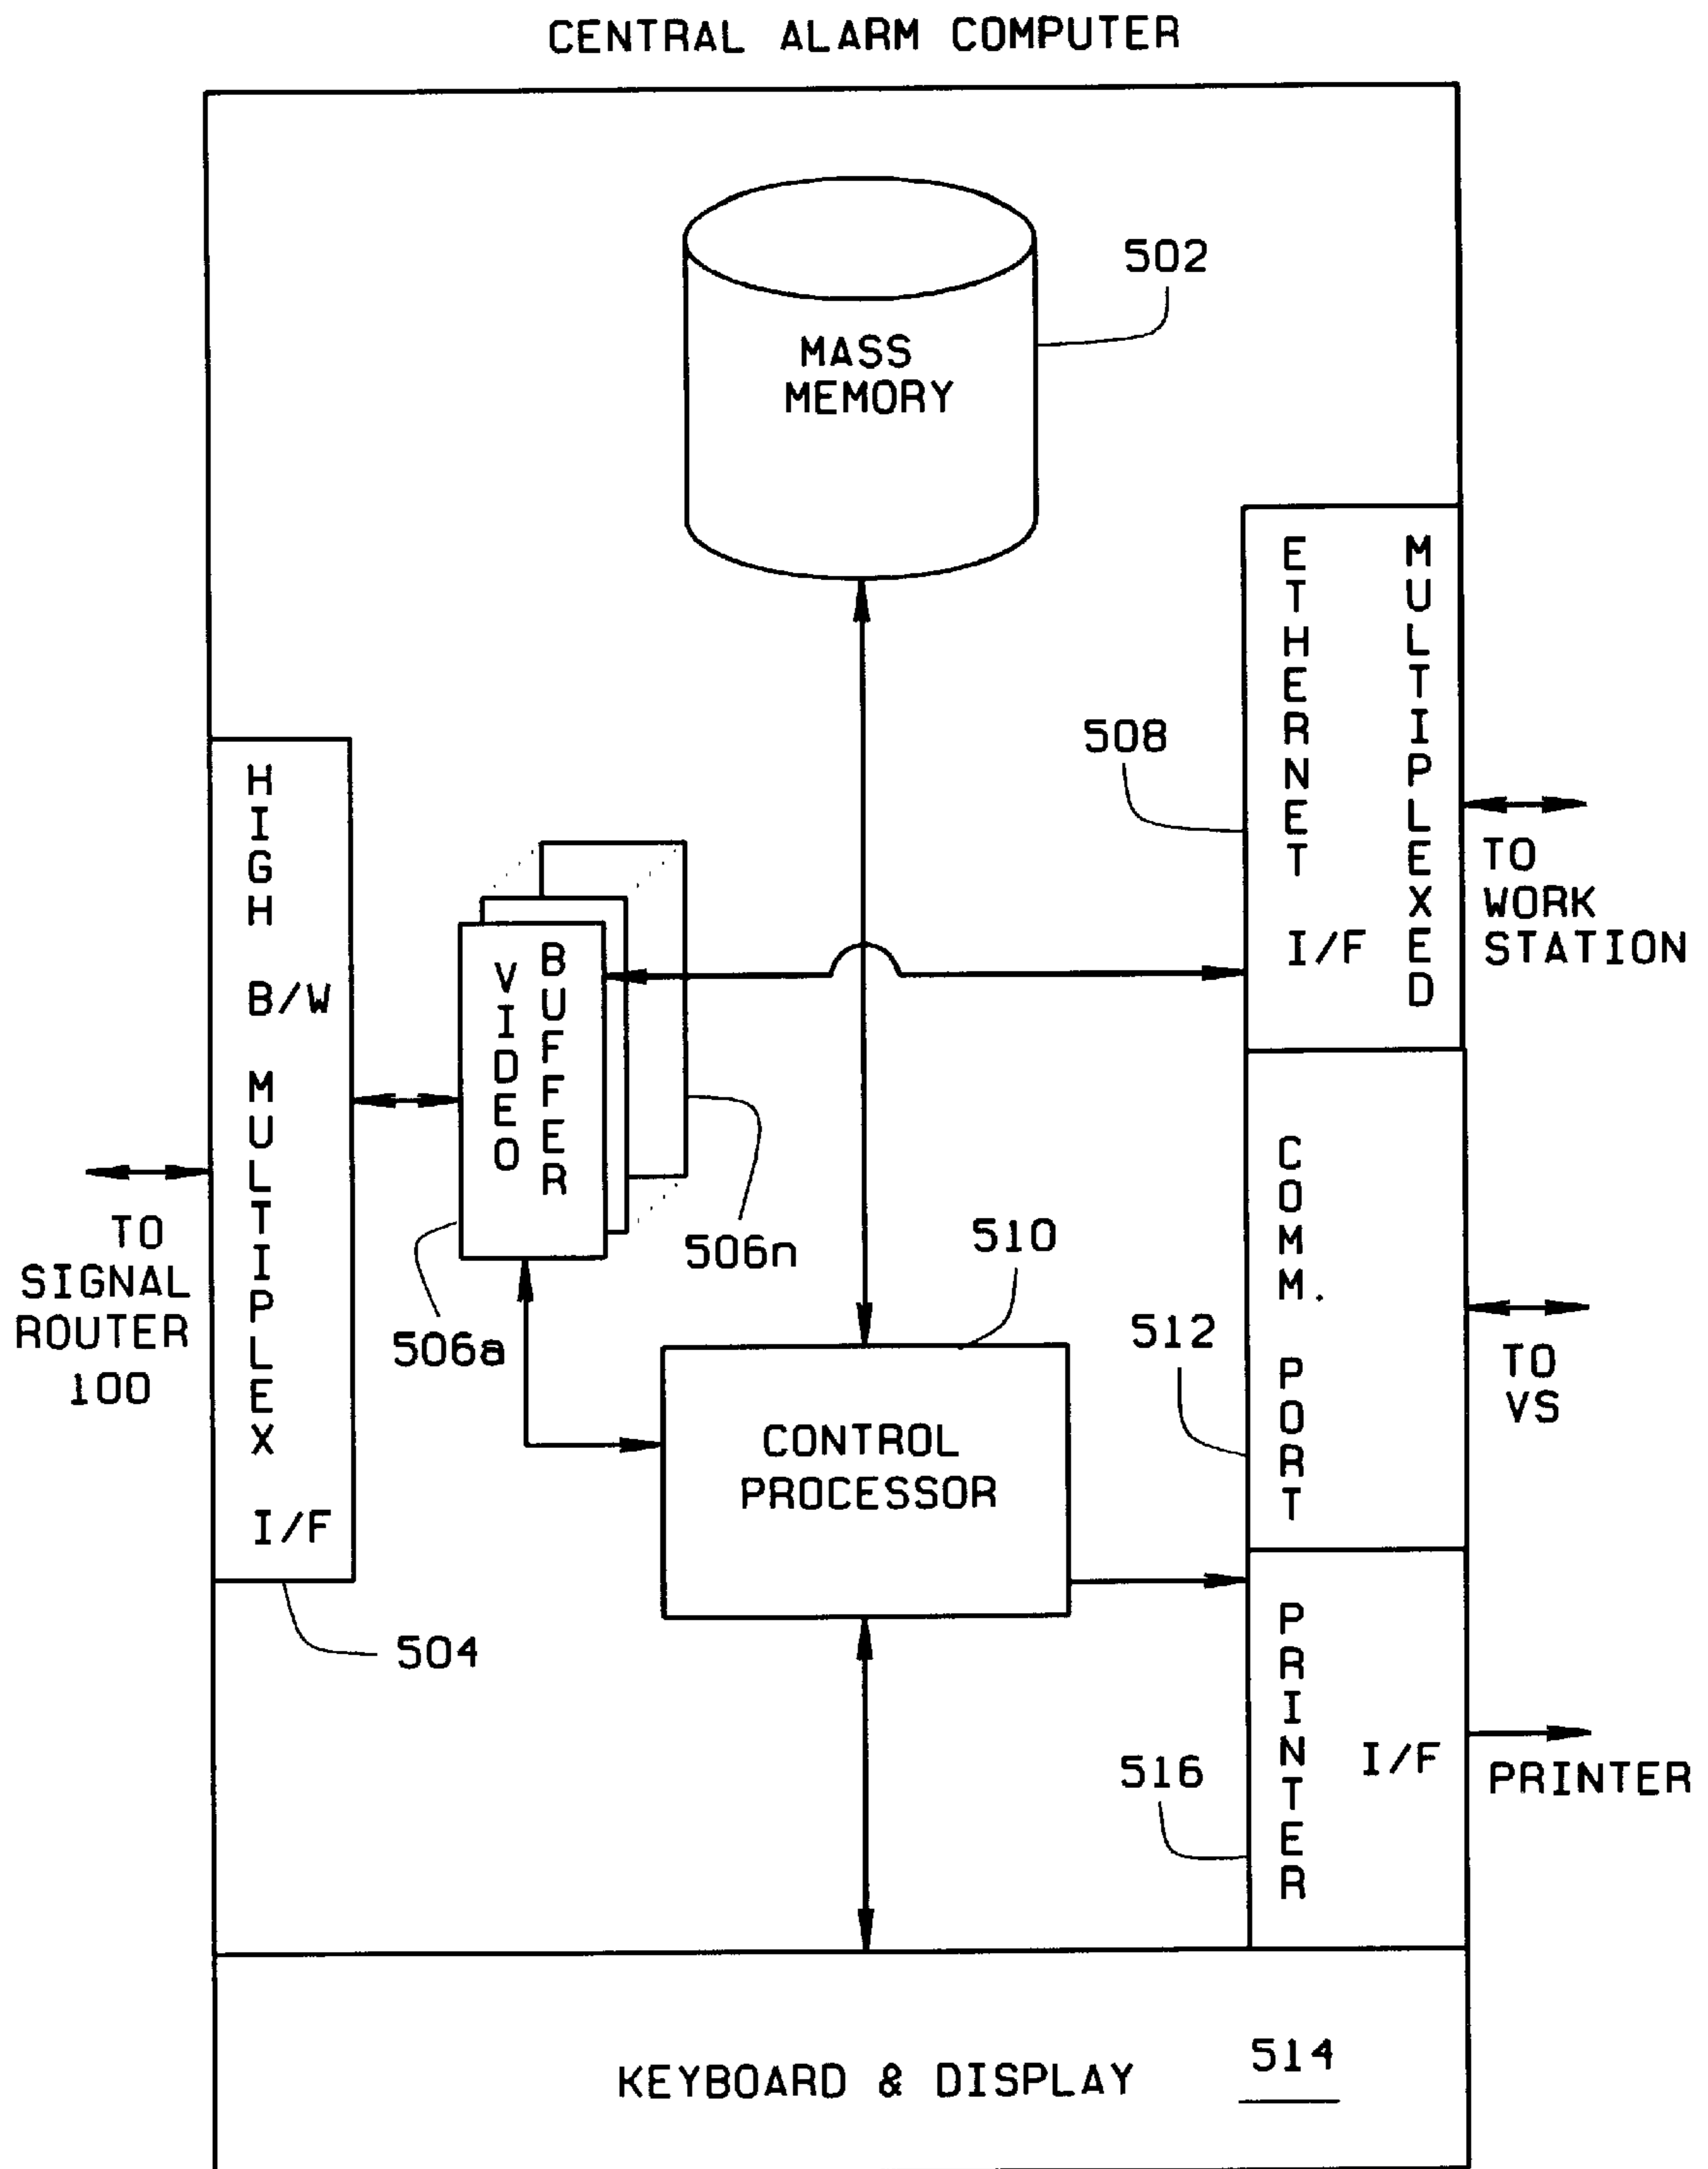 CENTRAL ALARM COMPUTER
502
MASS
MEMORY
MULTIPLEXED
ETHERNET I/F
508
TO
WORK
STATION
HIGH B/W MULTIPLEX I/F
VIDEO
BUFFER
TO
SIGNAL
ROUTER
100
506a
506n
510
COMM. PORT
512
TO
VS
CONTROL
PROCESSOR
504
PRINTER I/F
516
PRINTER
KEYBOARD & DISPLAY
514